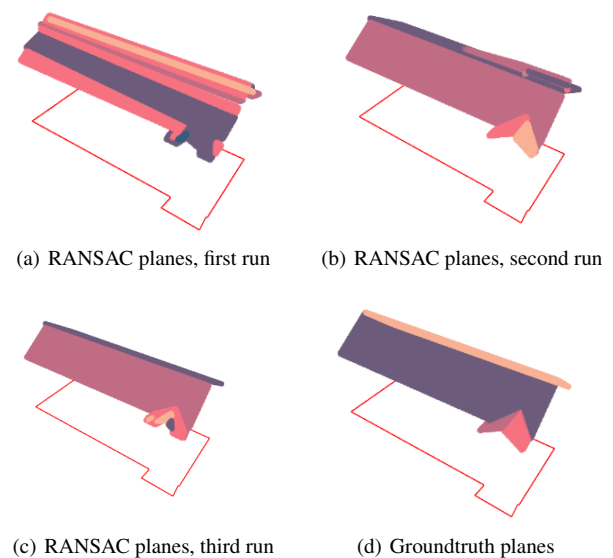 (a) RANSAC planes, first run
(b) RANSAC planes, second run
(c) RANSAC planes, third run
(d) Groundtruth planes